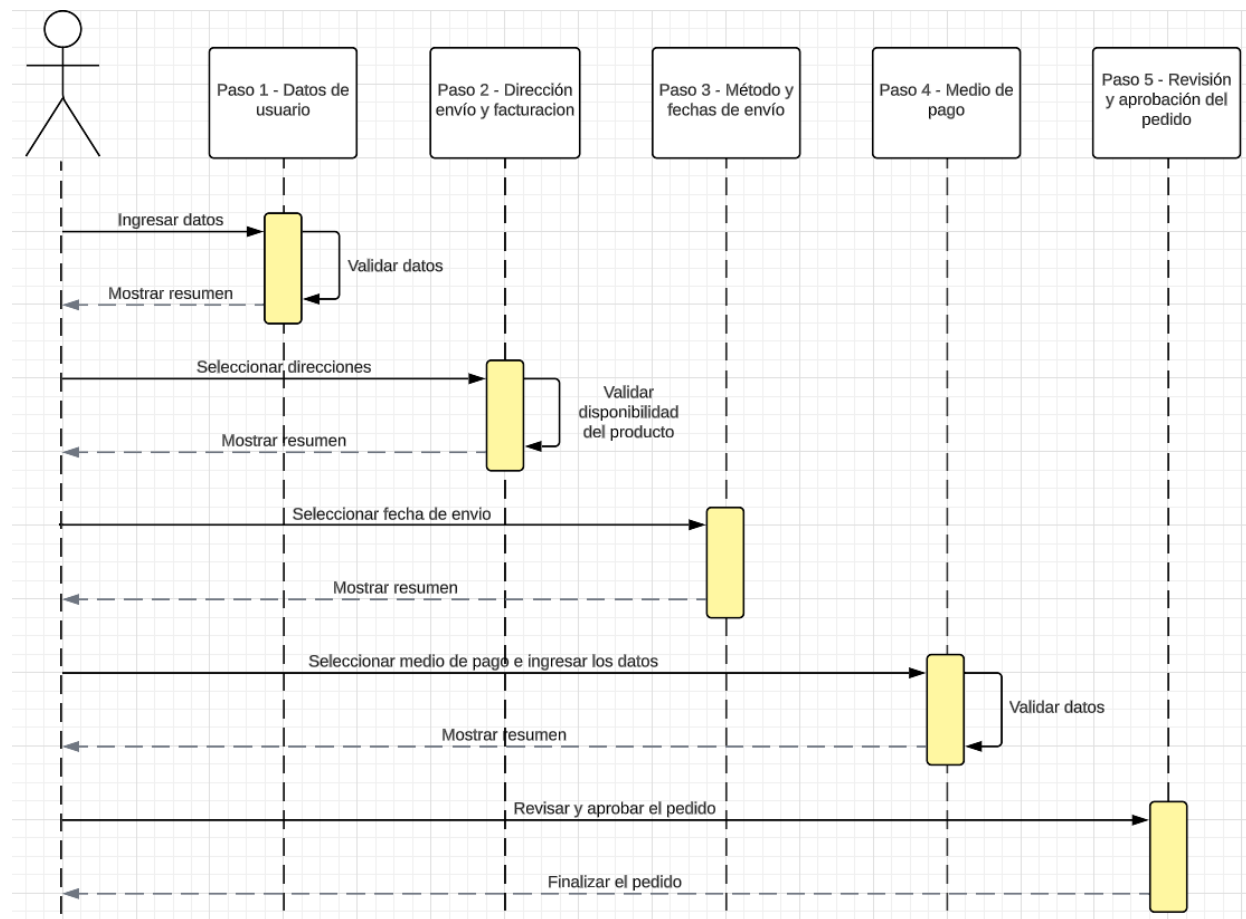 Paso 1 - Datos de
usuario
Paso 2 - Dirección
envío y facturacion
Paso 3 - Método y
fechas de envío
Paso 4 - Medio de
pago
Paso 5 - Revisión
y aprobación del
pedido
Ingresar datos
Validar datos
Mostrar resumen
Seleccionar direcciones
Validar
disponibilidad
del producto
Mostrar resumen
Seleccionar fecha de envio
Mostrar resumen
Seleccionar medio de pago e ingresar los datos
Validar datos
Mostrar resumen
Revisar y aprobar el pedido
Finalizar el pedido